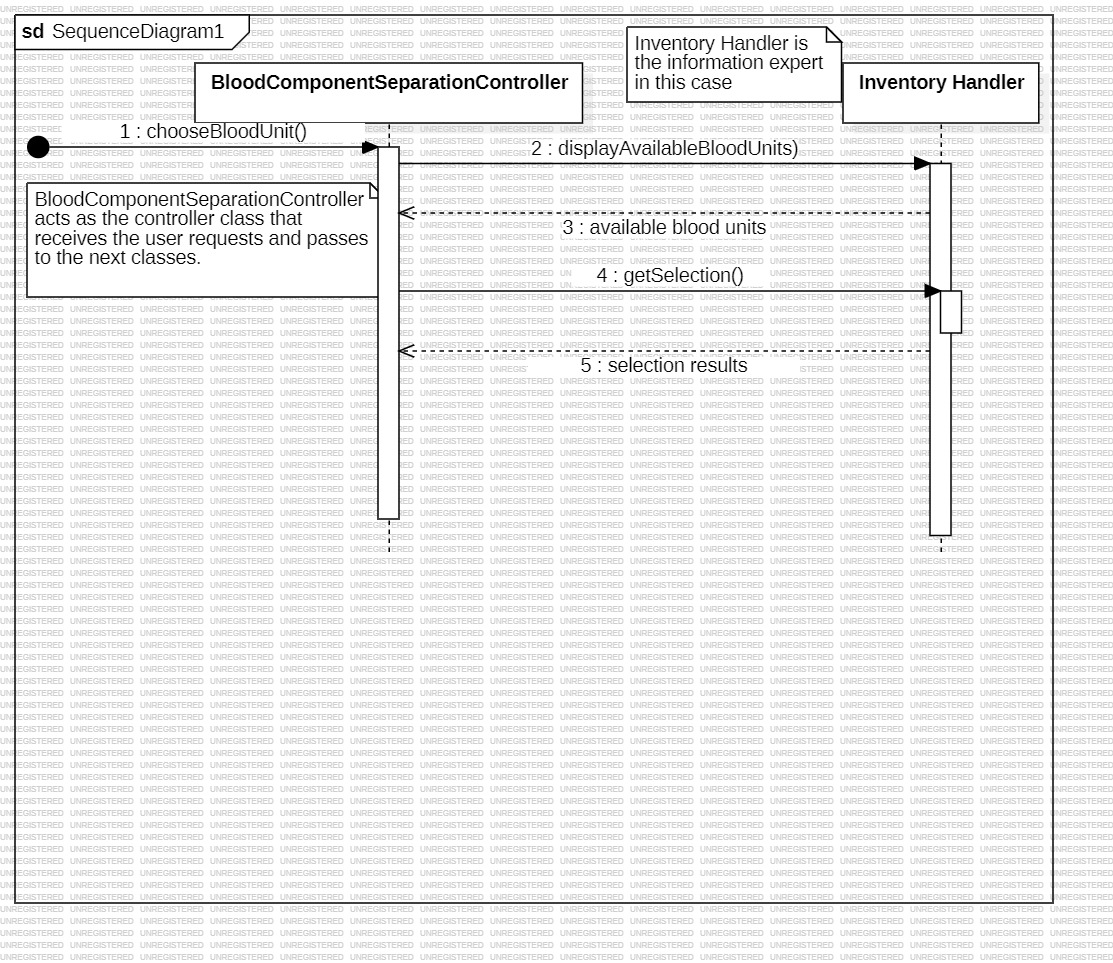 sd SequenceDiagram1
Inventory Handler is
the information expert
in this case
BloodComponentSeparationController
Inventory Handler
1 : chooseBloodUnit()
2 : displayAvailableBloodUnits)
BloodComponentSeparationController
acts as the controller class that
receives the user requests and passes
to the next classes.
3 : available blood units
4 : getSelection()
5 : selection results
UNREGISTERED